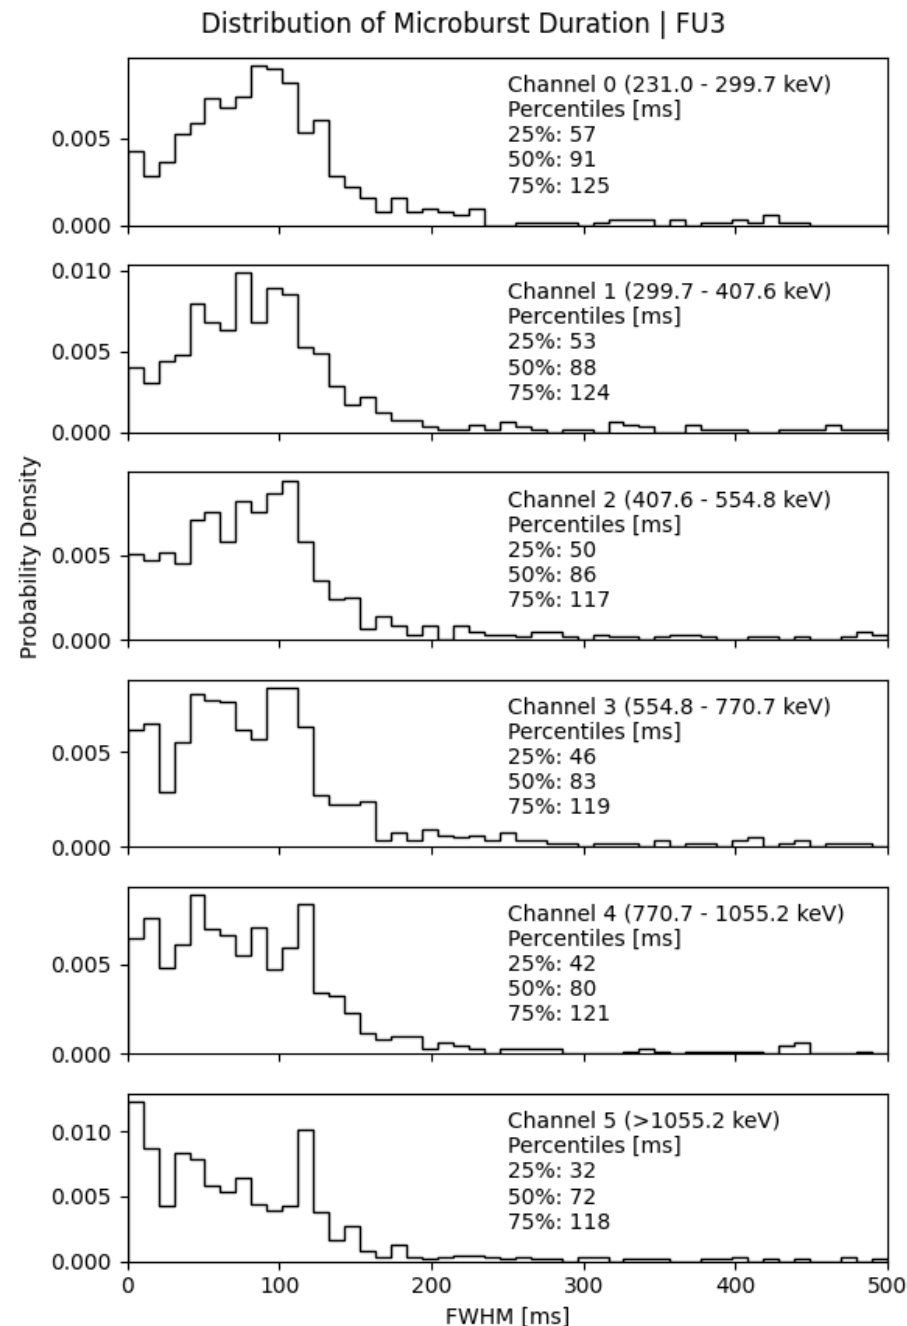 Distribution of Microburst Duration | FU3
Channel 0 (231.0 - 299.7 keV)
Percentiles [ms]
25%: 57
50%: 91
75%: 125
0.005
0.000
Channel 1 (299.7 - 407.6 keV)
Percentiles [ms]
25%: 53
50%: 88
75%: 124
0.010
0.005
0.000
Probability Density
Channel 2 (407.6 - 554.8 keV)
Percentiles [ms]
25%: 50
50%: 86
75%: 117
0.005
0.000
Channel 3 (554.8 - 770.7 keV)
Percentiles [ms]
25%: 46
50%: 83
75%: 119
0.005
0.000
Channel 4 (770.7 - 1055.2 keV)
Percentiles [ms]
25%: 42
50%: 80
75%: 121
0.005
0.000
Channel 5 (>1055.2 keV)
Percentiles [ms]
25%: 32
50%: 72
75%: 118
0.010
0.005
0.000
0 100 200 300 400 500
FWHM [ms]